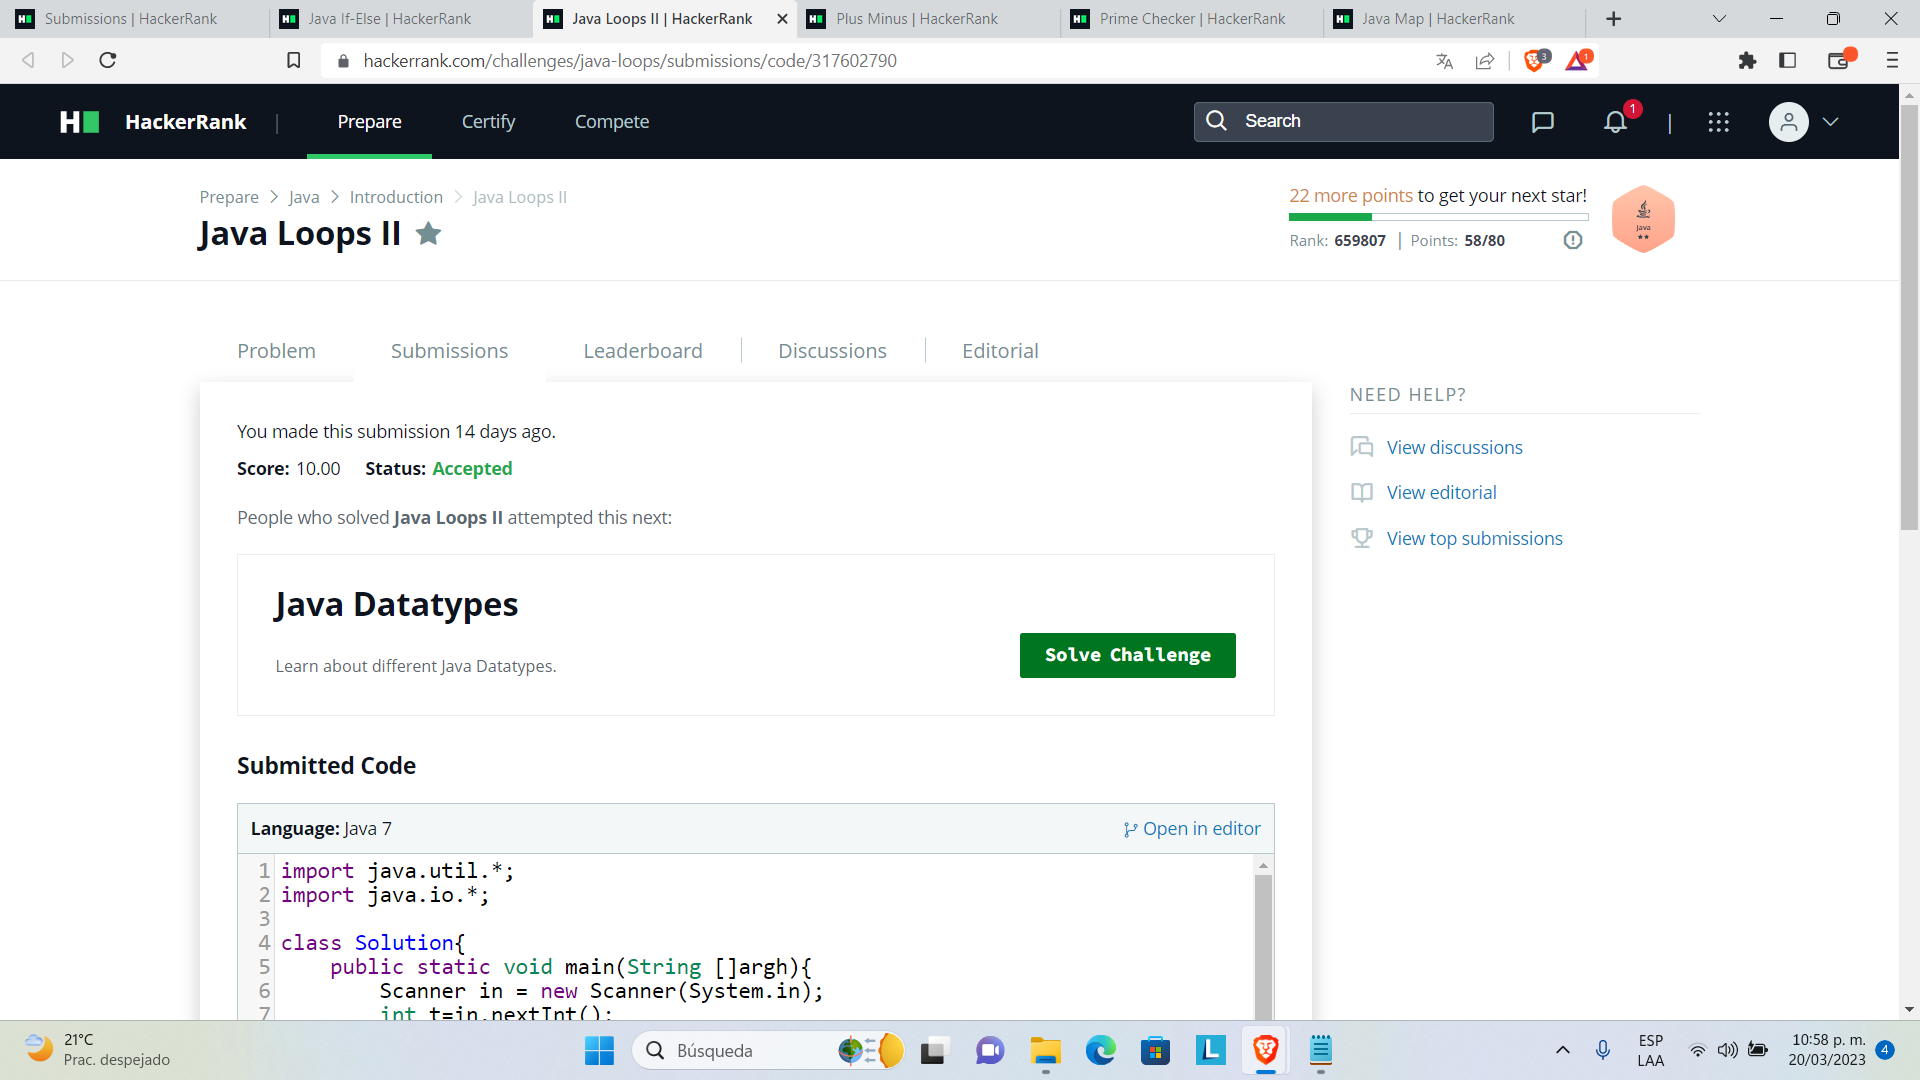 Submissions | HackerRank
Java If-Else | HackerRank
Java Loops II | HackerRank
Plus Minus | HackerRank
Prime Checker | HackerRank
Java Map | HackerRank
hackerrank.com/challenges/java-loops/submissions/code/317602790
3
1
HackerRank
Prepare
Certify
Compete
Search
1
Prepare > Java > Introduction > Java Loops II
Java Loops II
22 more points to get your next star!
Rank: 659807 | Points: 58/80
Java
Problem
Submissions
Leaderboard
Discussions
Editorial
You made this submission 14 days ago.
Score: 10.00 Status: Accepted
People who solved Java Loops II attempted this next:
Java Datatypes
Learn about different Java Datatypes.
Solve Challenge
NEED HELP?
View discussions
View editorial
View top submissions
Submitted Code
Language: Java 7
Open in editor
1 import java.util.*;
2 import java.io.*;
3
4 class Solution{
5 public static void main(String []argh){
6 Scanner in = new Scanner(System.in);
7 int t=in.nextInt();
21°C
Prac. despejado
Búsqueda
ESP
LAA
10:58 p. m.
20/03/2023
4